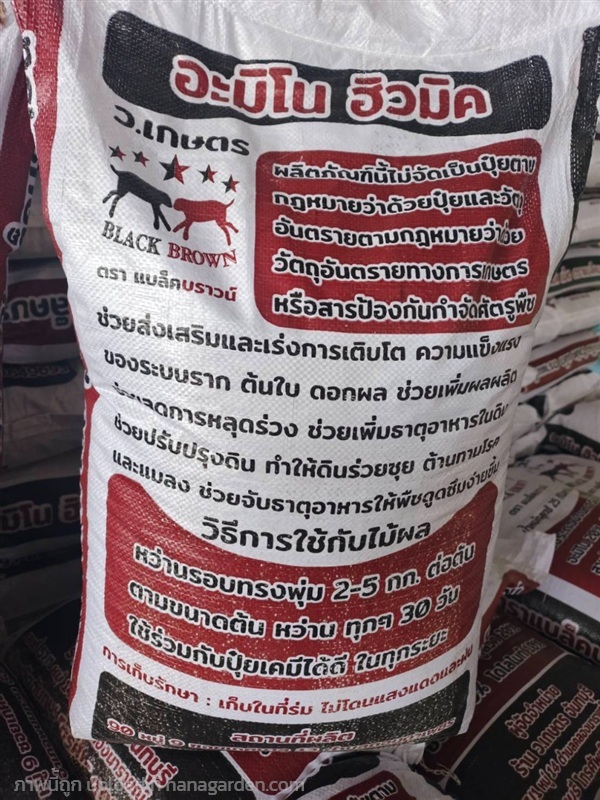 อะมิโน ฮิวมิค
ว.เกษตร
BLACK BROWN
ตรา แบล็คบราวน์
ผลิตภัณฑ์นี้ไม่จัดเป็นปุ๋ยตาม
กฎหมายว่าด้วยปุ๋ยและวัตถุ
อันตรายตามกฎหมายว่าด้วย
วัตถุอันตรายทางการเกษตร
หรือสารป้องกันกำจัดศัตรูพืช
ช่วยส่งเสริมและเร่งการเติบโต ความแข็งแรง
ของระบบราก ต้นใบ ดอกผล ช่วยเพิ่มผลผลิต
ช่วยลดการหลุดร่วง ช่วยเพิ่มธาตุอาหารในดิน
ช่วยปรับปรุงดิน ทำให้ดินร่วยซุย ต้านทานโรค
และแมลง ช่วยจับธาตุอาหารให้พืชดูดซึมง่ายขึ้น
วิธีการใช้กับไม้ผล
หว่านรอบทรงพุ่ม 2-5 กก. ต่อต้น
ตามขนาดต้น หว่าน ทุกๆ 30 วัน
ใช้ร่วมกับปุ๋ยเคมีได้ดี ในทุกระยะ
การเก็บรักษา : เก็บในที่ร่ม ไม่โดนแสงแดดและฝน
สถานที่ผลิต
ภาพนี้ถูก hanagarden.com